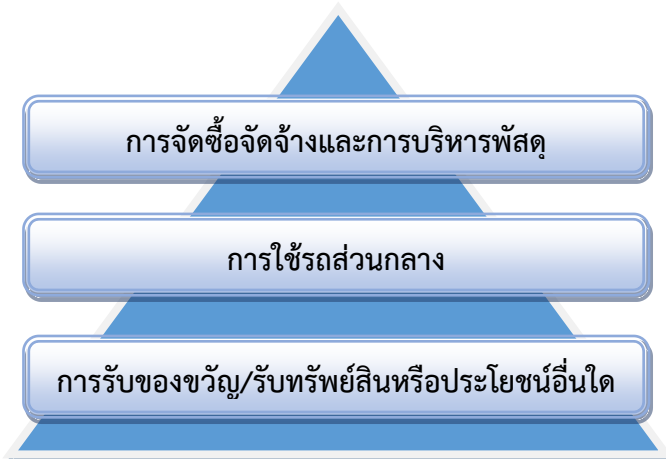 การจัดซื้อจัดจ้างและการบริหารพัสดุ
การใช้รถส่วนกลาง
การรับของขวัญ/รับทรัพย์สินหรือประโยชน์อื่นใด